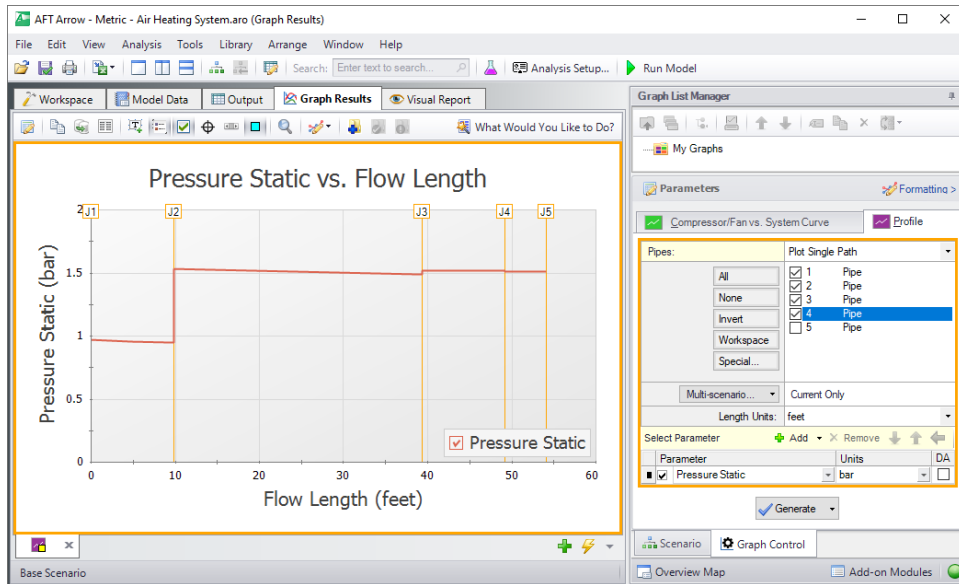 AFT Arrow - Metric - Air Heating System.aro (Graph Results)
File Edit View Analysis Tools Library Arrange Window Help
Search: Enter text to search... Analysis Setup... Run Model
Workspace Model Data Output Graph Results Visual Report
What Would You Like to Do?
Pressure Static vs. Flow Length
J1 J2 J3 J4 J5
2
1.5
1
0.5
0
Pressure Static (bar)
Pressure Static
0 10 20 30 40 50 60
Flow Length (feet)
Base Scenario
Graph List Manager
My Graphs
Parameters Formatting >
Compressor/Fan vs. System Curve Profile
Pipes: Plot Single Path
All
None
Invert
Workspace
Special...
1 Pipe
2 Pipe
3 Pipe
4 Pipe
5 Pipe
Multi-scenario... Current Only
Length Units: feet
Select Parameter Add Remove
Parameter Units DA
Pressure Static bar
Generate
Scenario Graph Control
Overview Map Add-on Modules